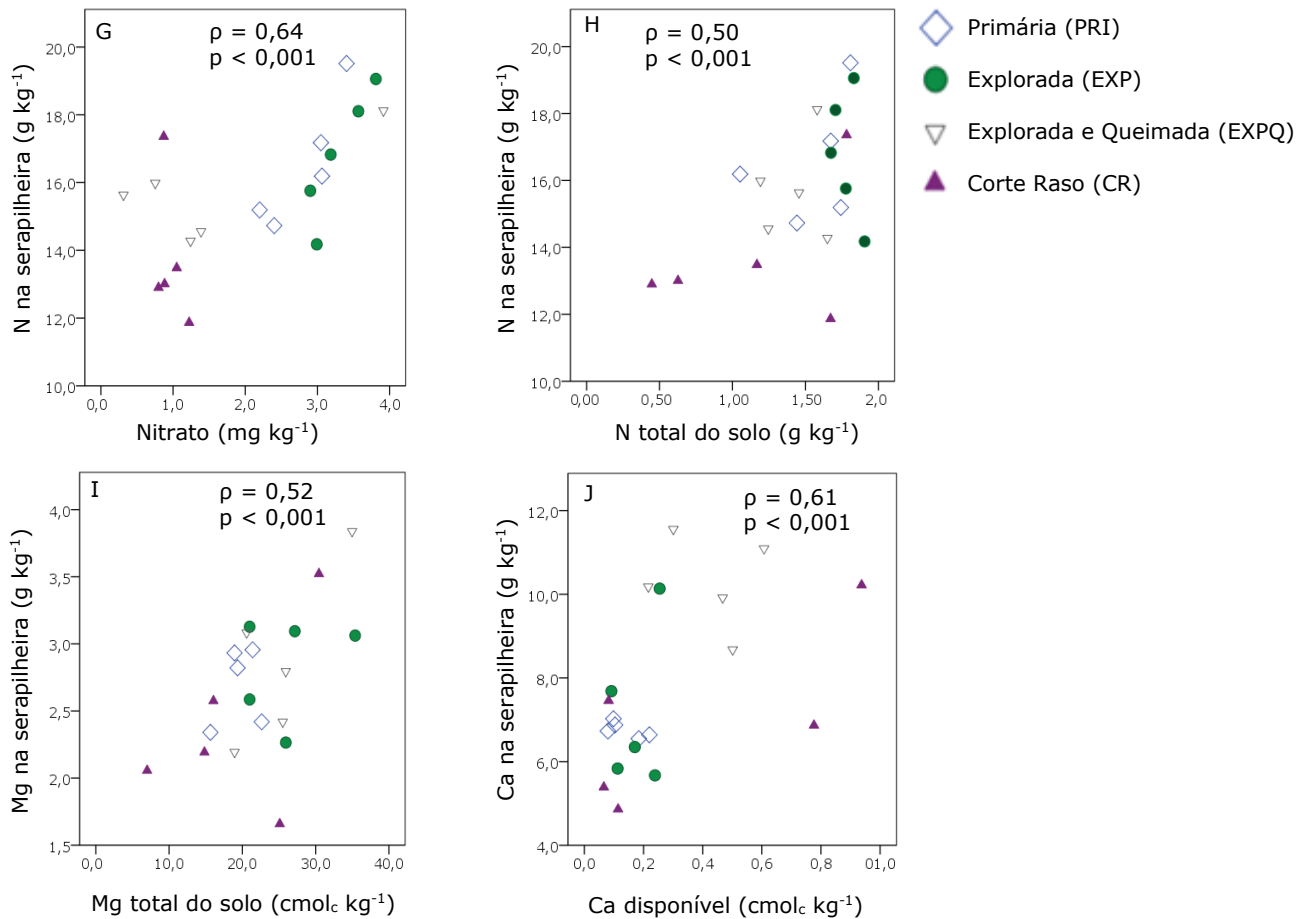 G
ρ = 0,64
p < 0,001
N na serapilheira (g kg⁻¹)
20,0
18,0
16,0
14,0
12,0
10,0
0,0 1,0 2,0 3,0 4,0
Nitrato (mg kg⁻¹)
H
ρ = 0,50
p < 0,001
N na serapilheira (g kg⁻¹)
20,0
18,0
16,0
14,0
12,0
10,0
0,00 0,50 1,00 1,50 2,0
N total do solo (g kg⁻¹)
Primária (PRI)
Explorada (EXP)
Explorada e Queimada (EXPQ)
Corte Raso (CR)
I
ρ = 0,52
p < 0,001
Mg na serapilheira (g kg⁻¹)
4,0
3,5
3,0
2,5
2,0
1,5
0,0 10,0 20,0 30,0 40,0
Mg total do solo (cmolc kg⁻¹)
J
ρ = 0,61
p < 0,001
Ca na serapilheira (g kg⁻¹)
12,0
10,0
8,0
6,0
4,0
0,0 0,2 0,4 0,6 0,8 01,0
Ca disponível (cmolc kg⁻¹)